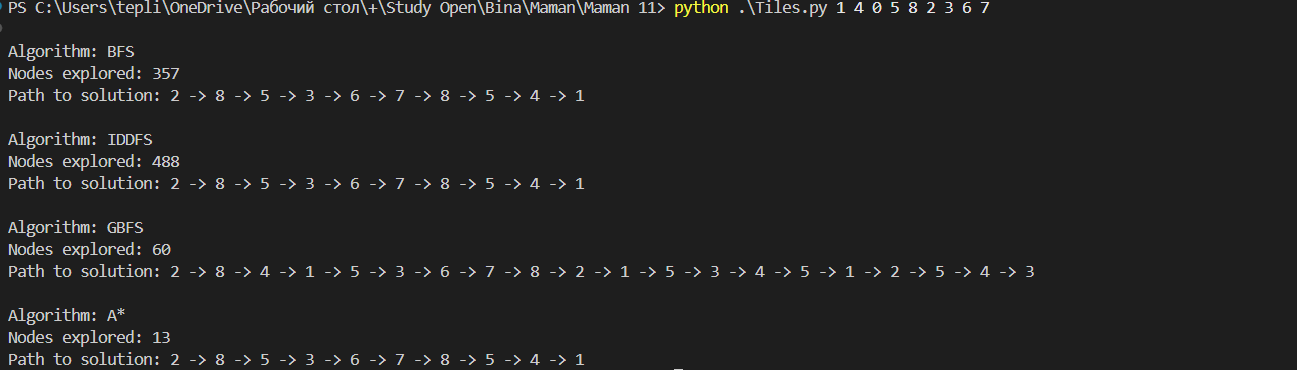 PS C:\Users\tepli\OneDrive\Рабочий стол\+\Study Open\Bina\Maman\Maman 11> python .\Tiles.py 1 4 0 5 8 2 3 6 7
Algorithm: BFS
Nodes explored: 357
Path to solution: 2 -> 8 -> 5 -> 3 -> 6 -> 7 -> 8 -> 5 -> 4 -> 1
Algorithm: IDDFS
Nodes explored: 488
Path to solution: 2 -> 8 -> 5 -> 3 -> 6 -> 7 -> 8 -> 5 -> 4 -> 1
Algorithm: GBFS
Nodes explored: 60
Path to solution: 2 -> 8 -> 4 -> 1 -> 5 -> 3 -> 6 -> 7 -> 8 -> 2 -> 1 -> 5 -> 3 -> 4 -> 5 -> 1 -> 2 -> 5 -> 4 -> 3
Algorithm: A*
Nodes explored: 13
Path to solution: 2 -> 8 -> 5 -> 3 -> 6 -> 7 -> 8 -> 5 -> 4 -> 1